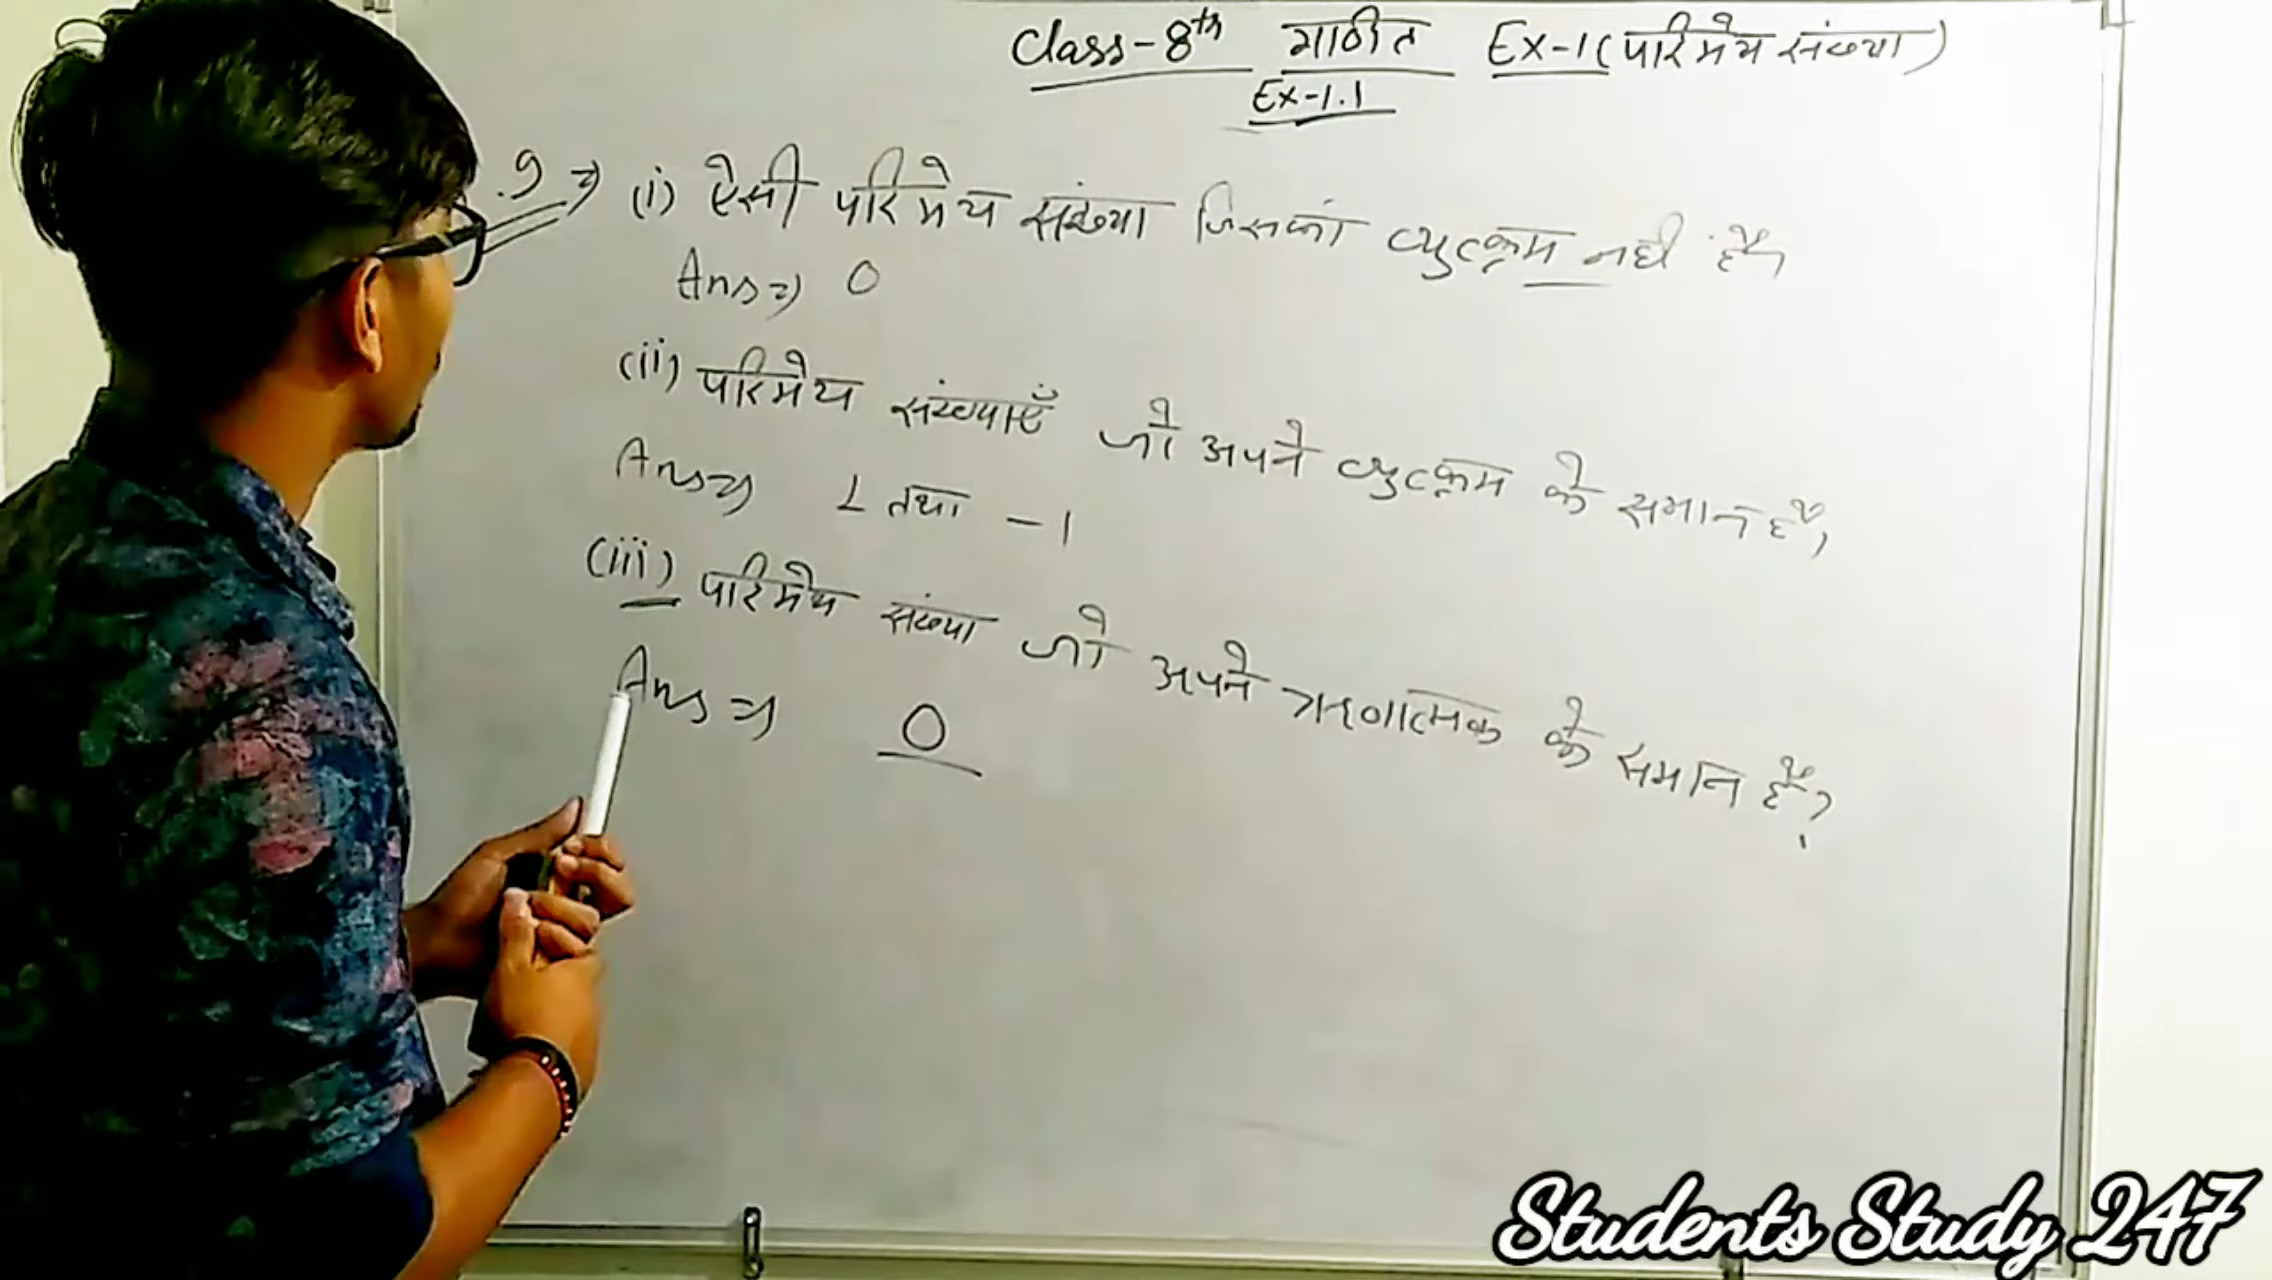 Class-8th गाठीत Ex-1(परिमेय संख्या)
Ex-1.1
.9 ⇒ (i) ऐसी परिमेय संख्या जिसका व्युत्क्रम नही है,
Ans ⇒ 0
(ii) परिमेय संख्याएँ जो अपने व्युत्क्रम के समान है,
Ans ⇒ 1 तथा -1
(iii) परिमेय संख्या जो अपने ऋणात्मक के समान है?
Ans ⇒ 0
Students Study 247